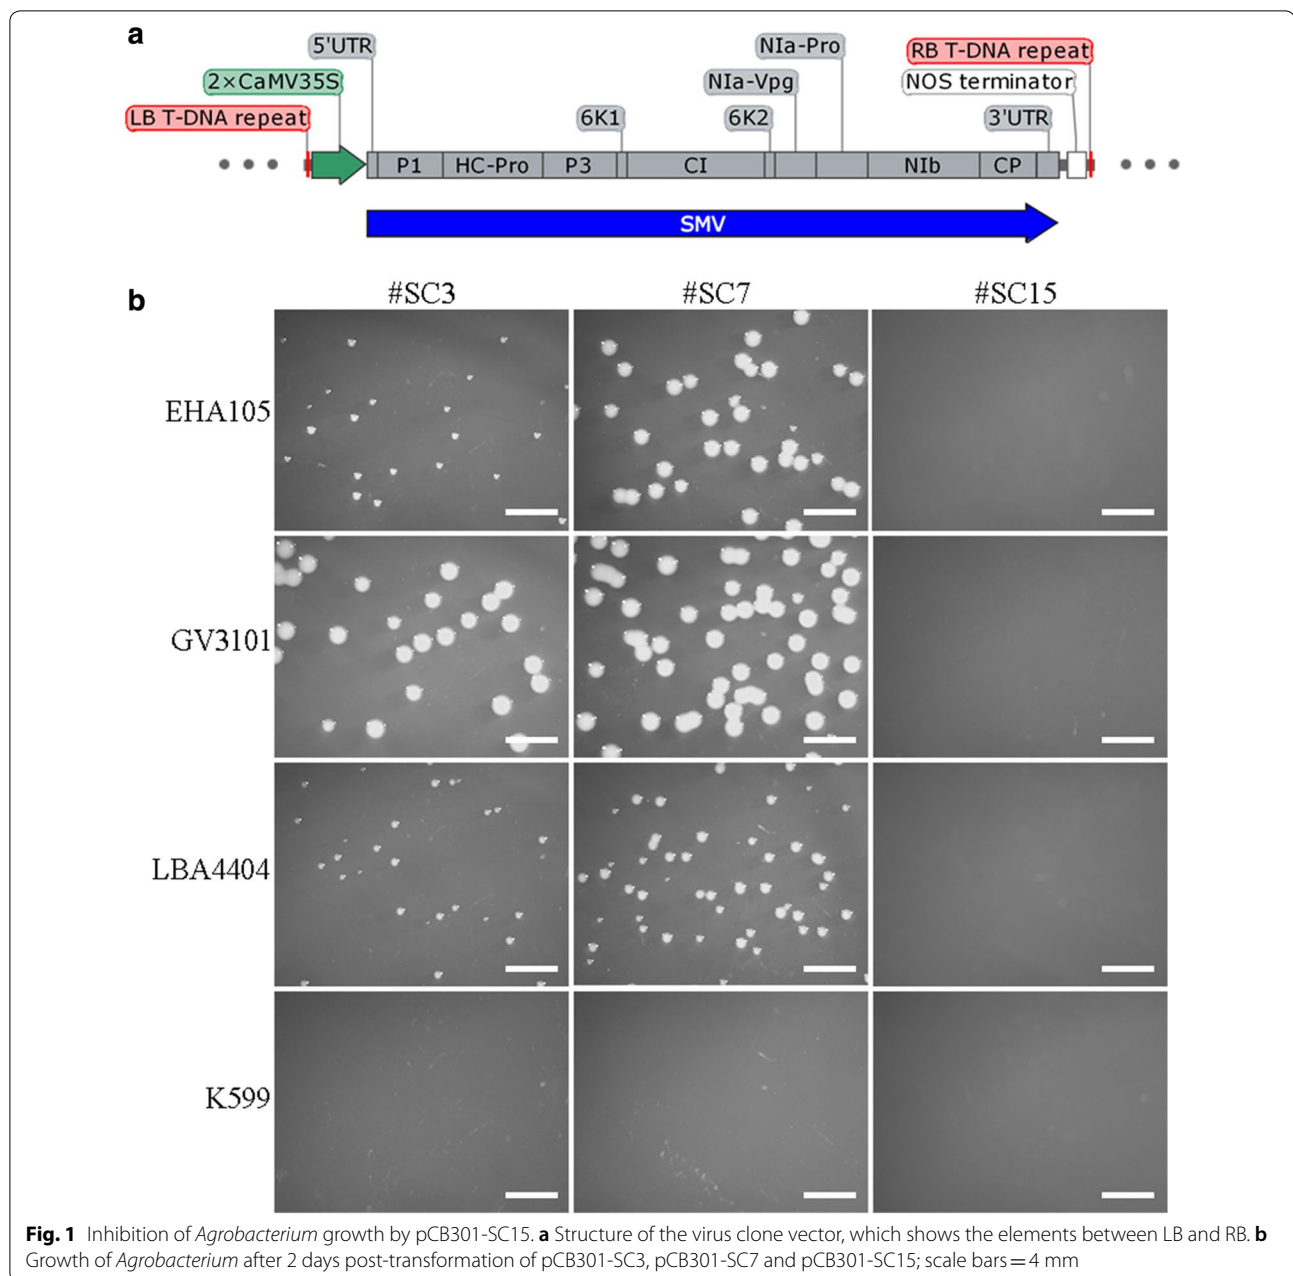 a
5'UTR
NIa-Pro
RB T-DNA repeat
2×CaMV35S
NIa-Vpg
NOS terminator
LB T-DNA repeat
6K1
6K2
3'UTR
P1 HC-Pro P3 CI NIb CP
SMV
b
#SC3 #SC7 #SC15
EHA105
GV3101
LBA4404
K599
Fig. 1 Inhibition of Agrobacterium growth by pCB301-SC15. a Structure of the virus clone vector, which shows the elements between LB and RB. b
Growth of Agrobacterium after 2 days post-transformation of pCB301-SC3, pCB301-SC7 and pCB301-SC15; scale bars = 4 mm